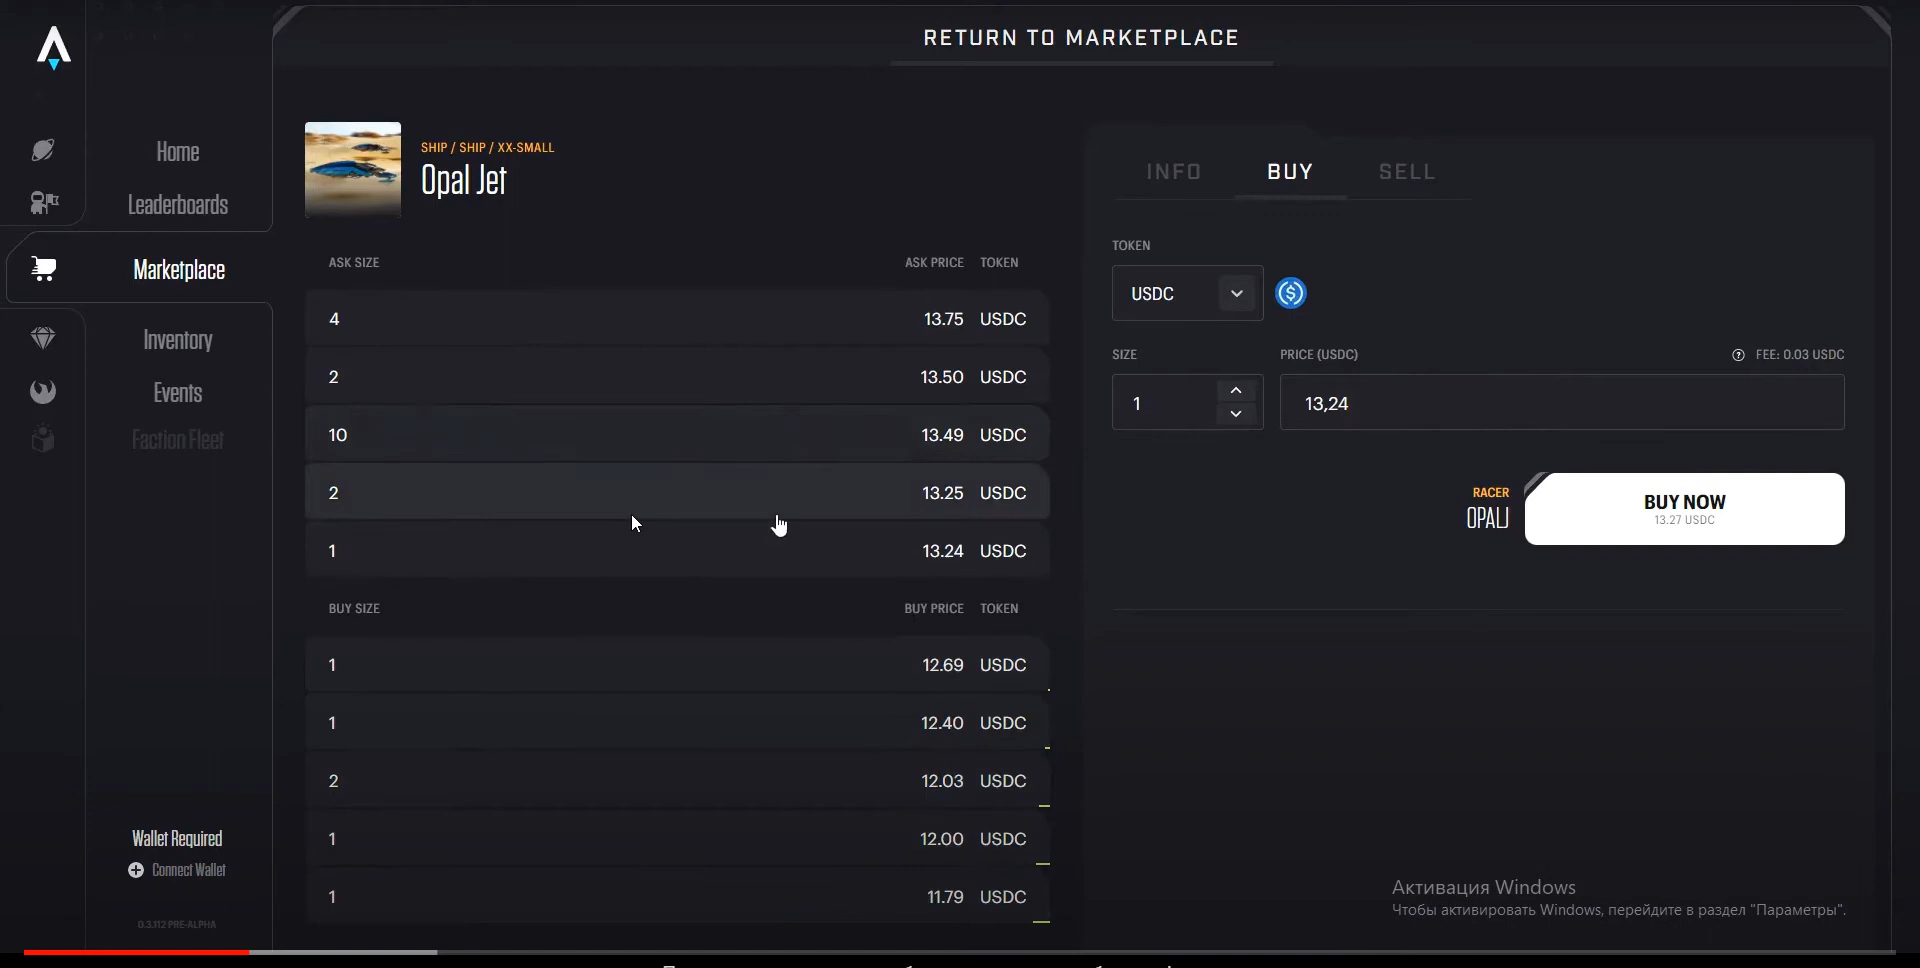 RETURN TO MARKETPLACE
Home
Leaderboards
Marketplace
Inventory
Events
Faction Fleet
Wallet Required
Connect Wallet
0.3.112 PRE-ALPHA
SHIP / SHIP / XX-SMALL
Opal Jet
ASK SIZE ASK PRICE TOKEN
4 13.75 USDC
2 13.50 USDC
10 13.49 USDC
2 13.25 USDC
1 13.24 USDC
BUY SIZE BUY PRICE TOKEN
1 12.69 USDC
1 12.40 USDC
2 12.03 USDC
1 12.00 USDC
1 11.79 USDC
INFO BUY SELL
TOKEN
USDC
SIZE PRICE (USDC) FEE: 0.03 USDC
1 13,24
RACER
OPALJ
BUY NOW
13.27 USDC
Активация Windows
Чтобы активировать Windows, перейдите в раздел "Параметры".